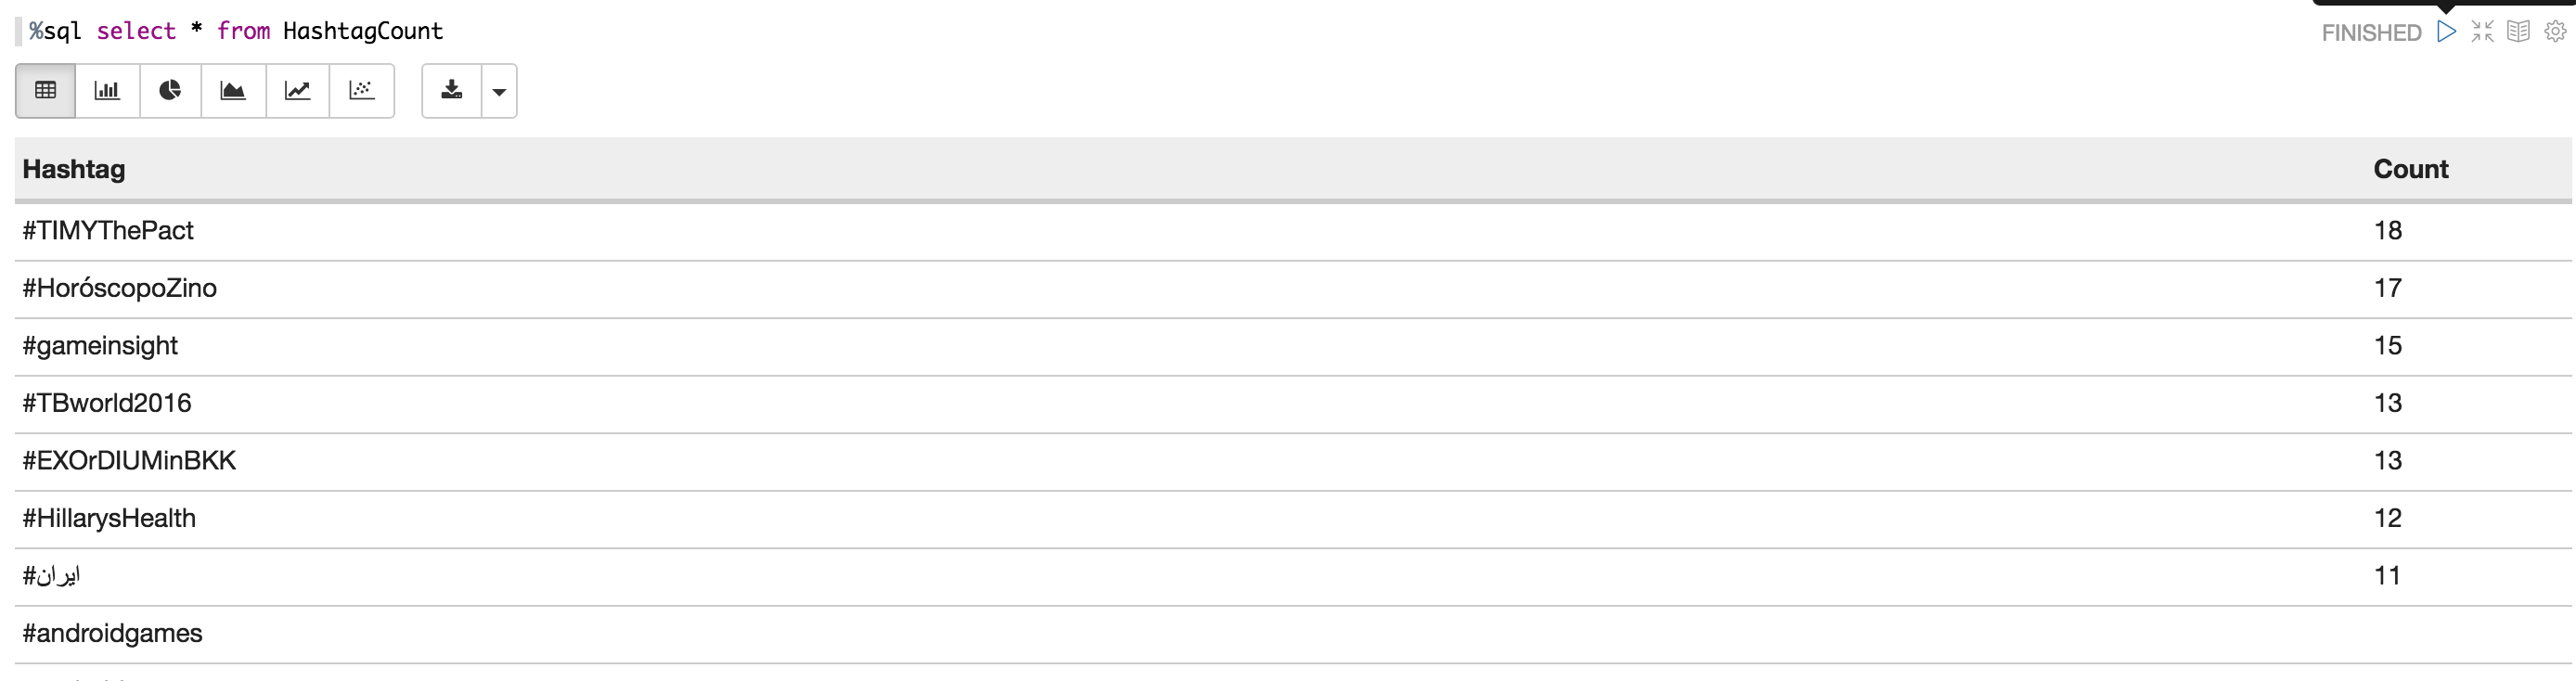 %sql select * from HashtagCount
FINISHED
Hashtag Count
#TIMYThePact 18
#HoróscopoZino 17
#gameinsight 15
#TBworld2016 13
#EXOrDIUMinBKK 13
#HillarysHealth 12
#ایران 11
#androidgames